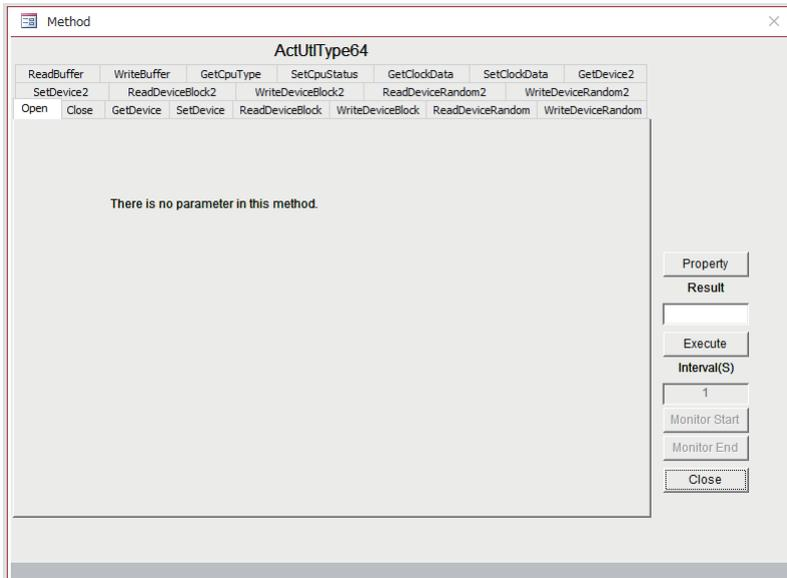 Method
ActUtlType64
ReadBuffer WriteBuffer GetCpuType SetCpuStatus GetClockData SetClockData GetDevice2
SetDevice2 ReadDeviceBlock2 WriteDeviceBlock2 ReadDeviceRandom2 WriteDeviceRandom2
Open Close GetDevice SetDevice ReadDeviceBlock WriteDeviceBlock ReadDeviceRandom WriteDeviceRandom
There is no parameter in this method.
Property
Result
Execute
Interval(S)
1
Monitor Start
Monitor End
Close